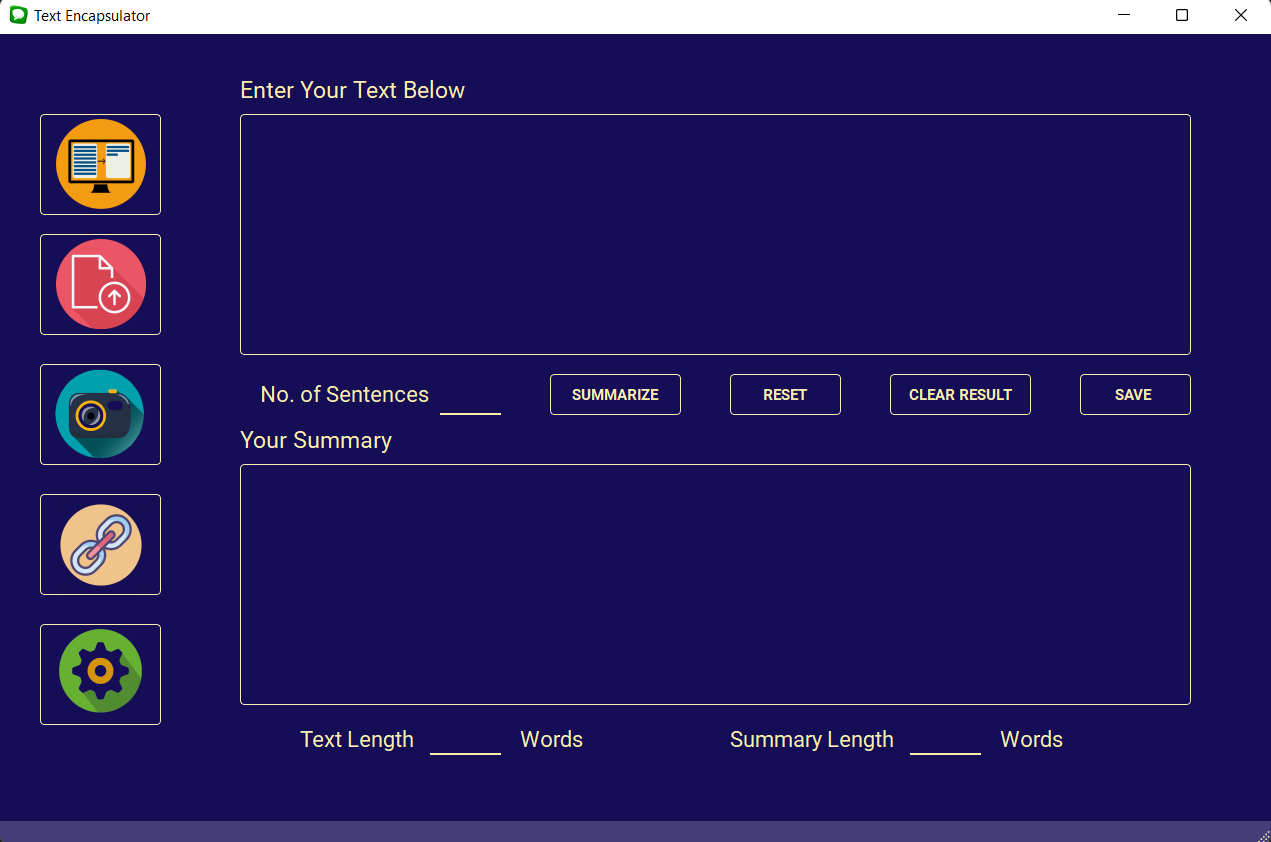 Text Encapsulator
Enter Your Text Below
No. of Sentences SUMMARIZE RESET CLEAR RESULT SAVE
Your Summary
Text Length Words Summary Length Words